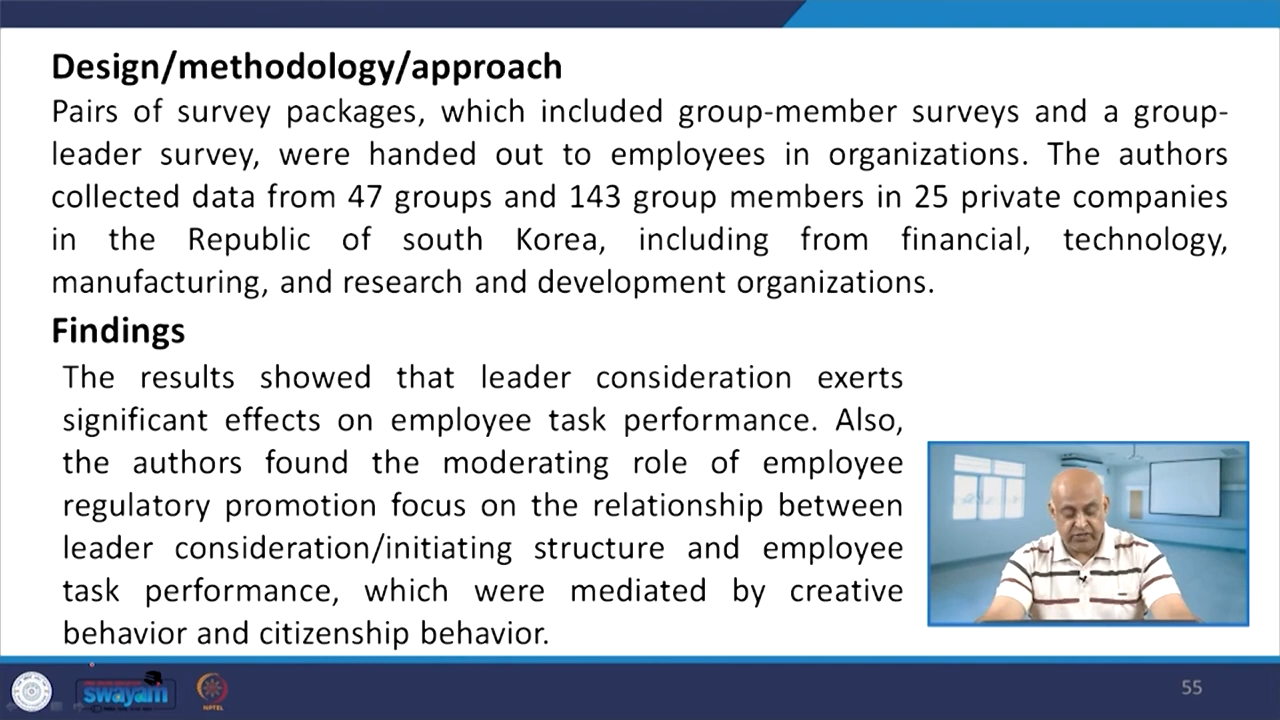 Design/methodology/approach
Pairs of survey packages, which included group-member surveys and a group-
leader survey, were handed out to employees in organizations. The authors
collected data from 47 groups and 143 group members in 25 private companies
in the Republic of south Korea, including from financial, technology,
manufacturing, and research and development organizations.
Findings
The results showed that leader consideration exerts
significant effects on employee task performance. Also,
the authors found the moderating role of employee
regulatory promotion focus on the relationship between
leader consideration/initiating structure and employee
task performance, which were mediated by creative
behavior and citizenship behavior.
swayam
NPTEL
55